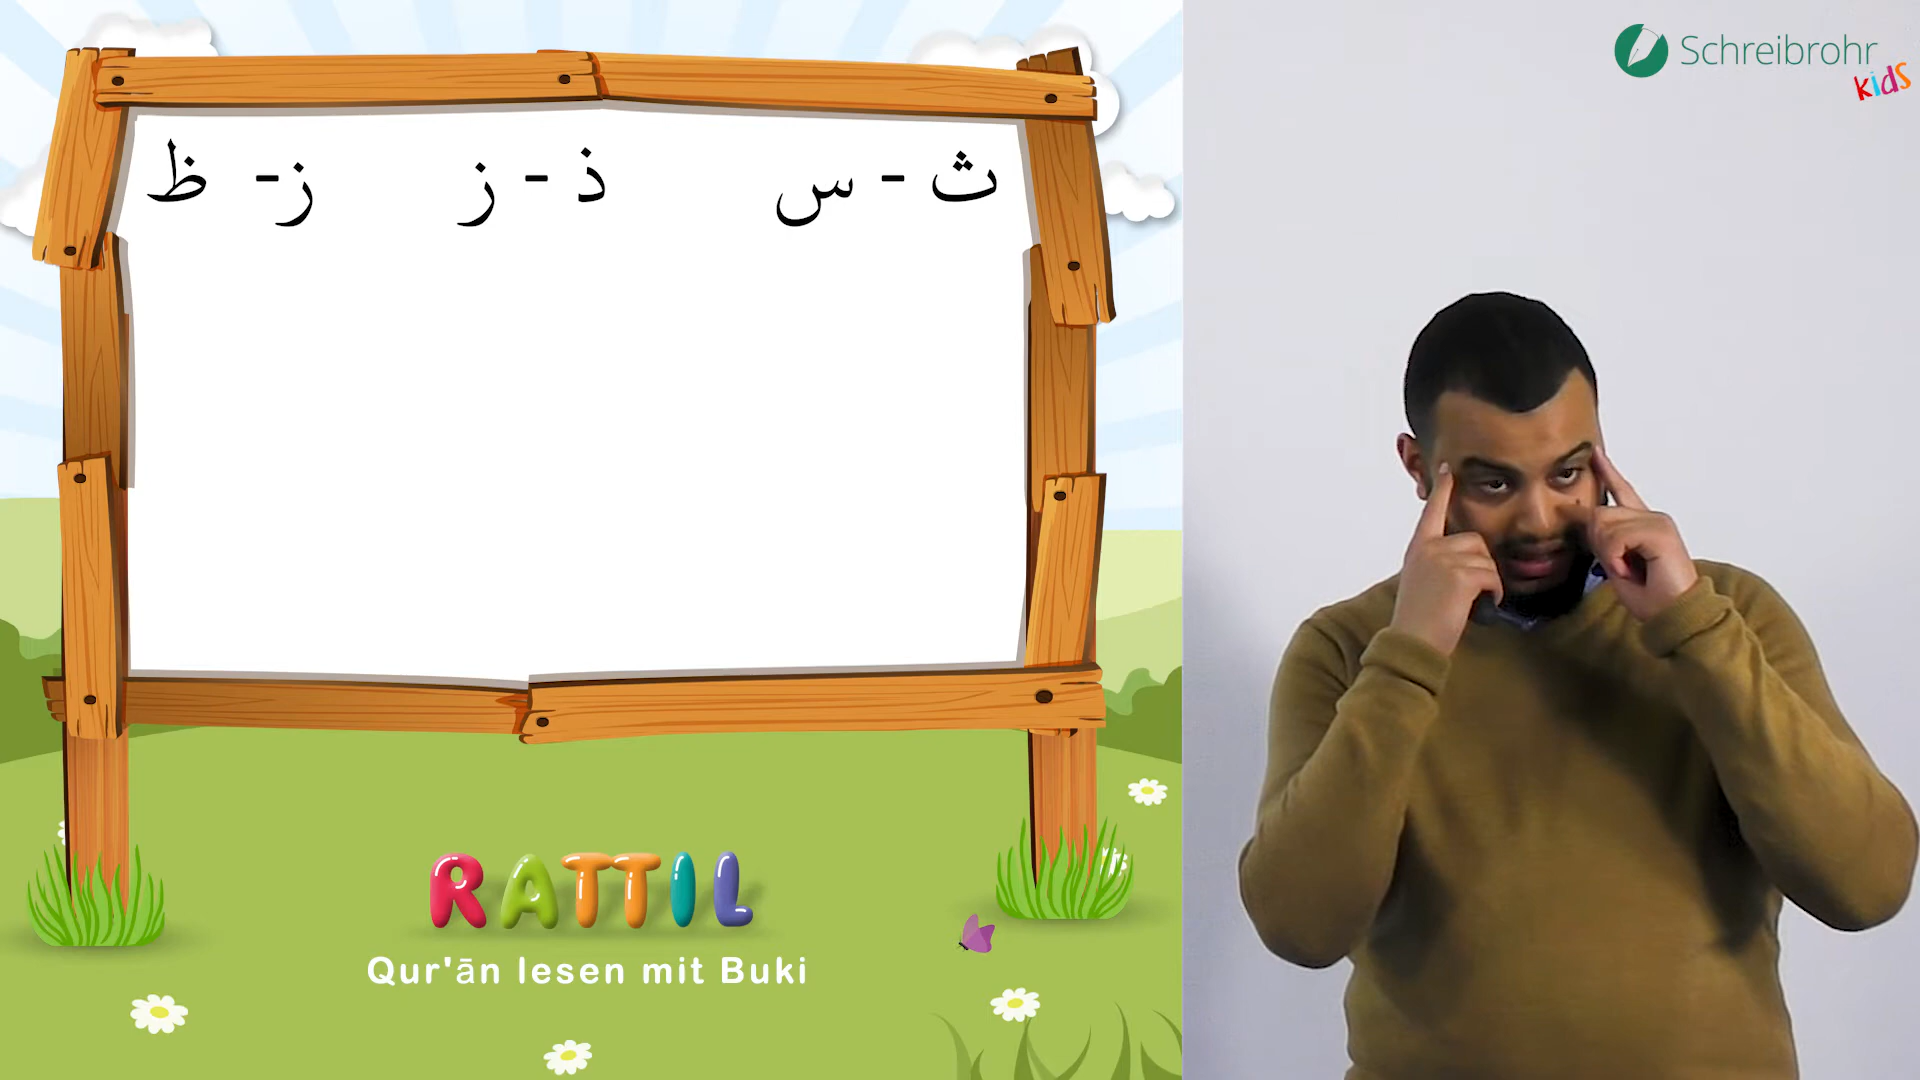 Schreibrohr
kids
ث - س ذ - ز ز- ظ
RATTIL
Qur'ān lesen mit Buki